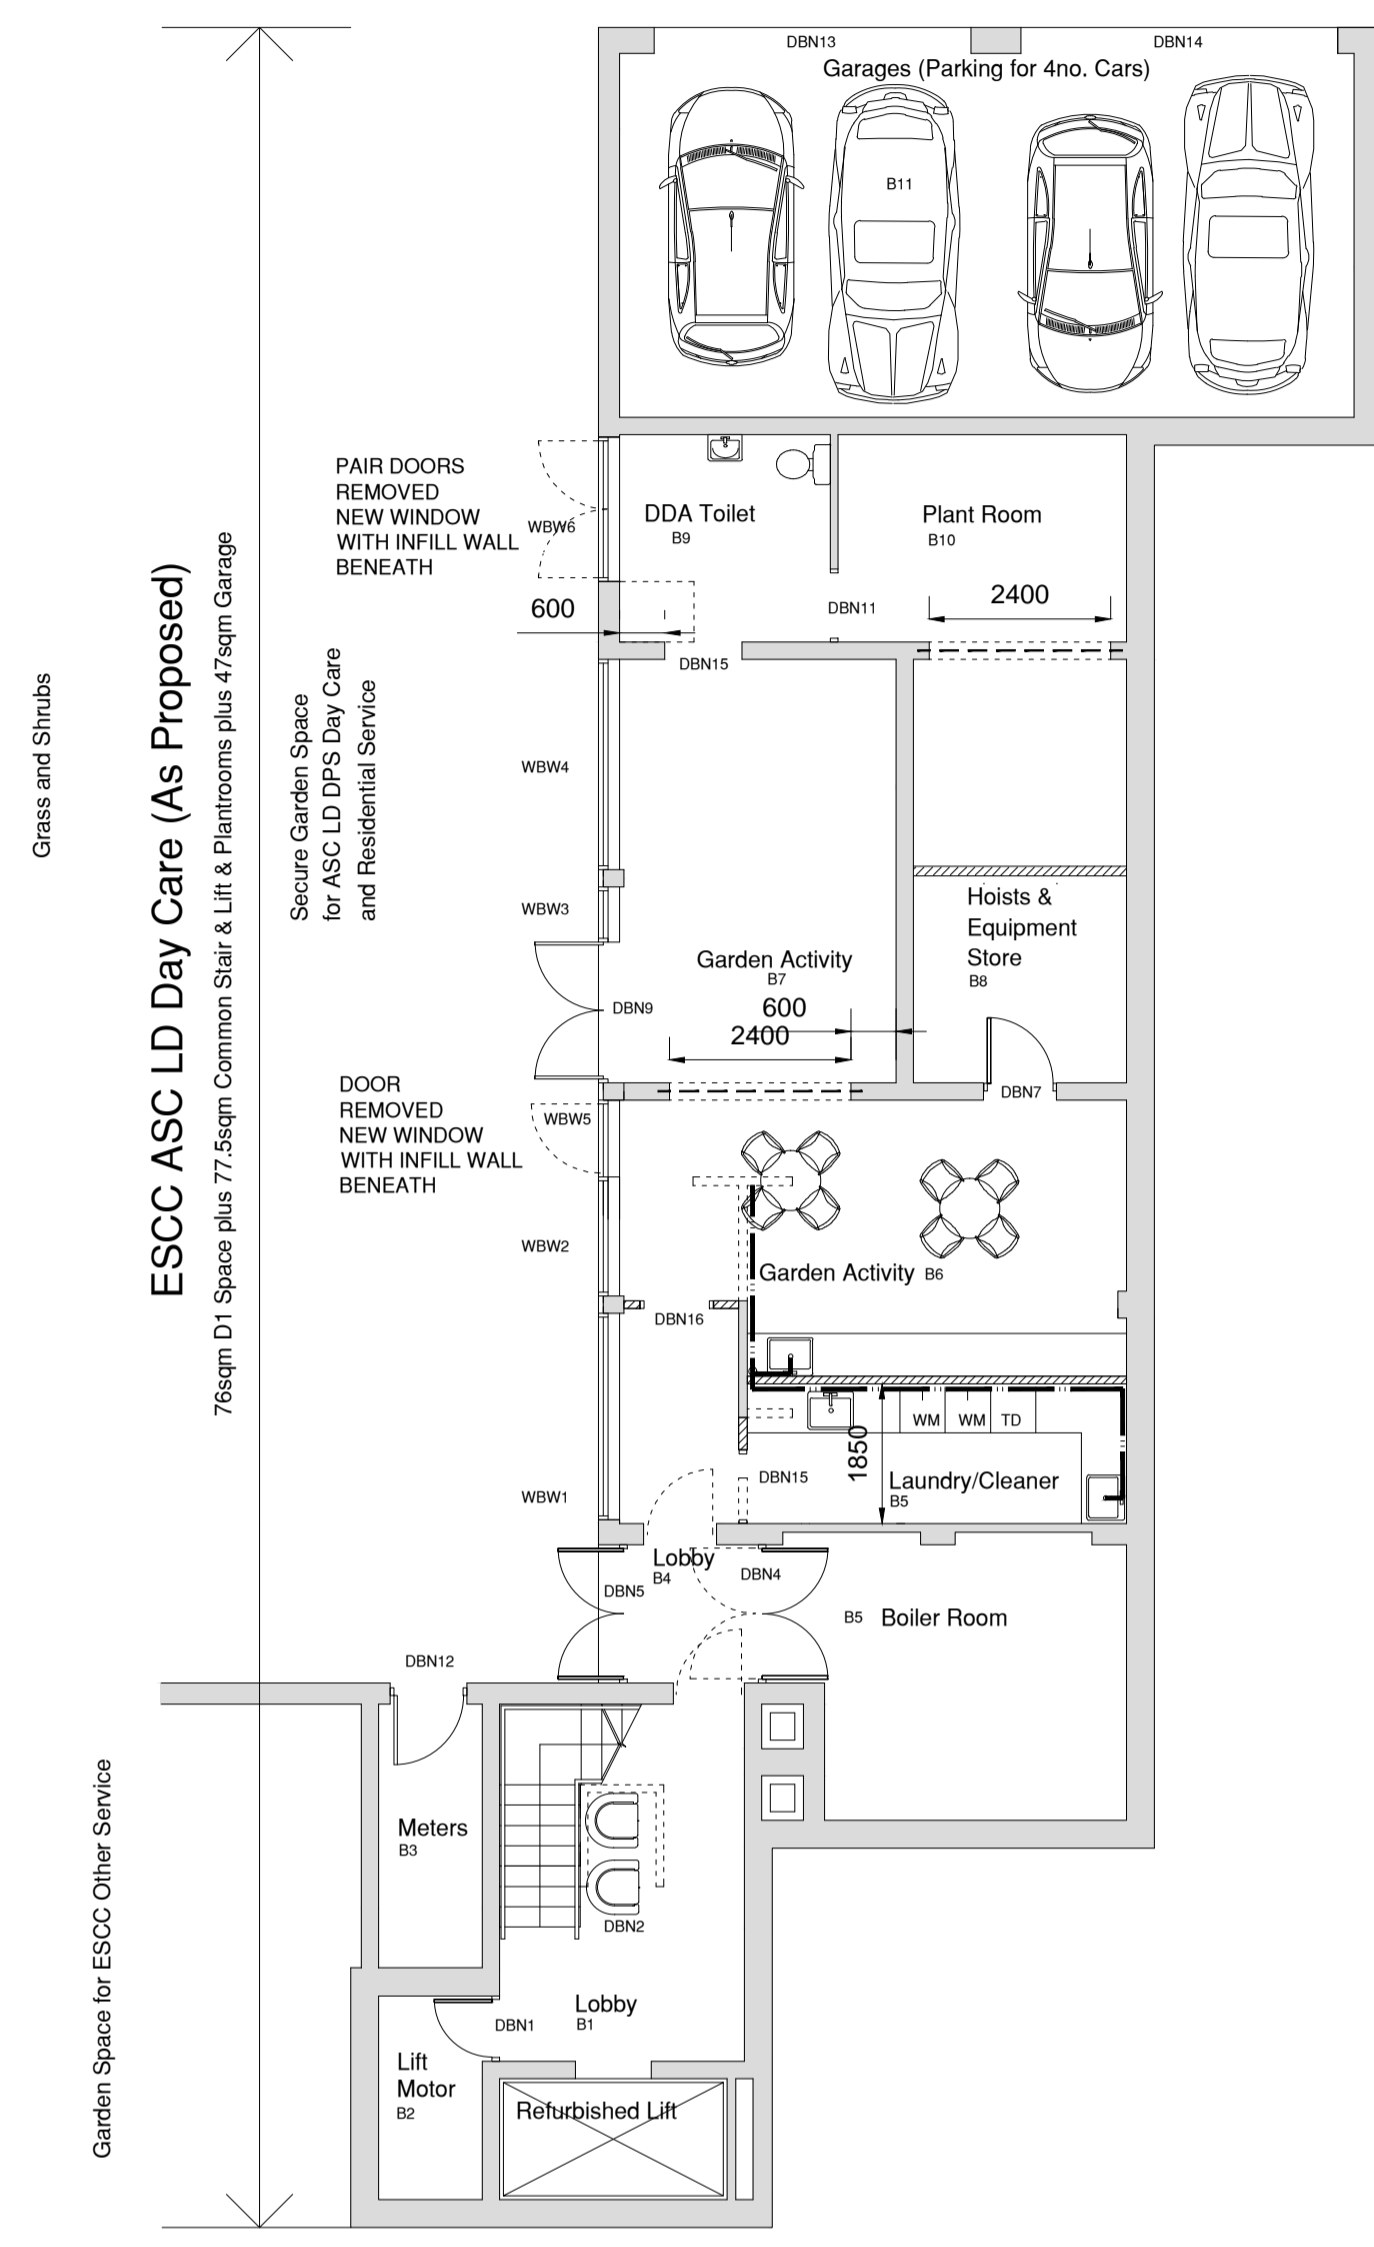 DBN13
DBN14
Garages (Parking for 4no. Cars)
B11
PAIR DOORS
REMOVED
NEW WINDOW
WITH INFILL WALL
BENEATH
WBW6
DDA Toilet
B9
Plant Room
B10
600
DBN11
2400
DBN15
Grass and Shrubs
ESCC ASC LD Day Care (As Proposed)
76sqm D1 Space plus 77.5sqm Common Stair & Lift & Plantrooms plus 47sqm Garage
Secure Garden Space
for ASC LD DPS Day Care
and Residential Service
WBW4
WBW3
Hoists &
Equipment
Store
B8
Garden Activity
B7
600
2400
DBN9
DBN7
DOOR
REMOVED
NEW WINDOW
WITH INFILL WALL
BENEATH
WBW5
WBW2
Garden Activity B6
DBN16
WM
WM
TD
1850
DBN15
Laundry/Cleaner
B5
WBW1
Lobby
B4
DBN4
DBN5
B5 Boiler Room
DBN12
Garden Space for ESCC Other Service
Meters
B3
DBN2
Lobby
B1
DBN1
Lift
Motor
B2
Refurbished Lift